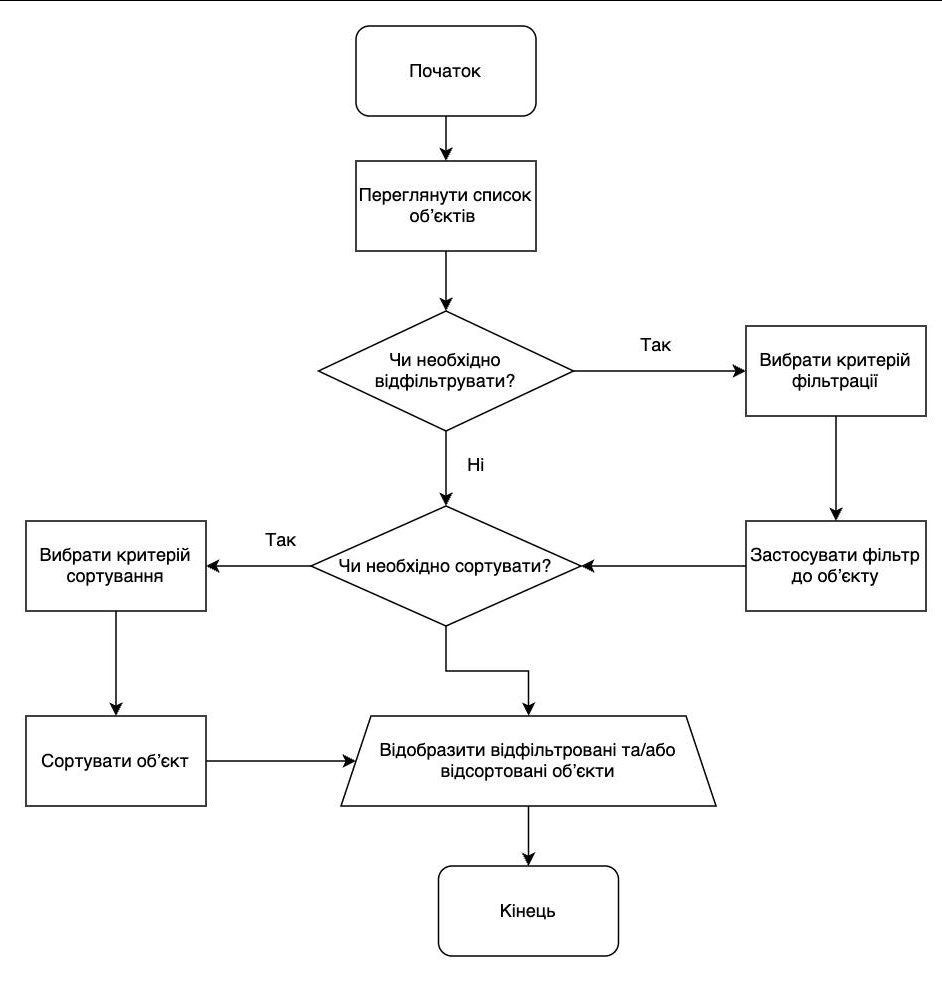 Початок
Переглянути список
об’єктів
Чи необхідно
відфільтрувати?
Так
Вибрати критерій
фільтрації
Ні
Вибрати критерій
сортування
Так
Чи необхідно сортувати?
Застосувати фільтр
до об’єкту
Сортувати об’єкт
Відобразити відфільтровані та/або
відсортовані об’єкти
Кінець